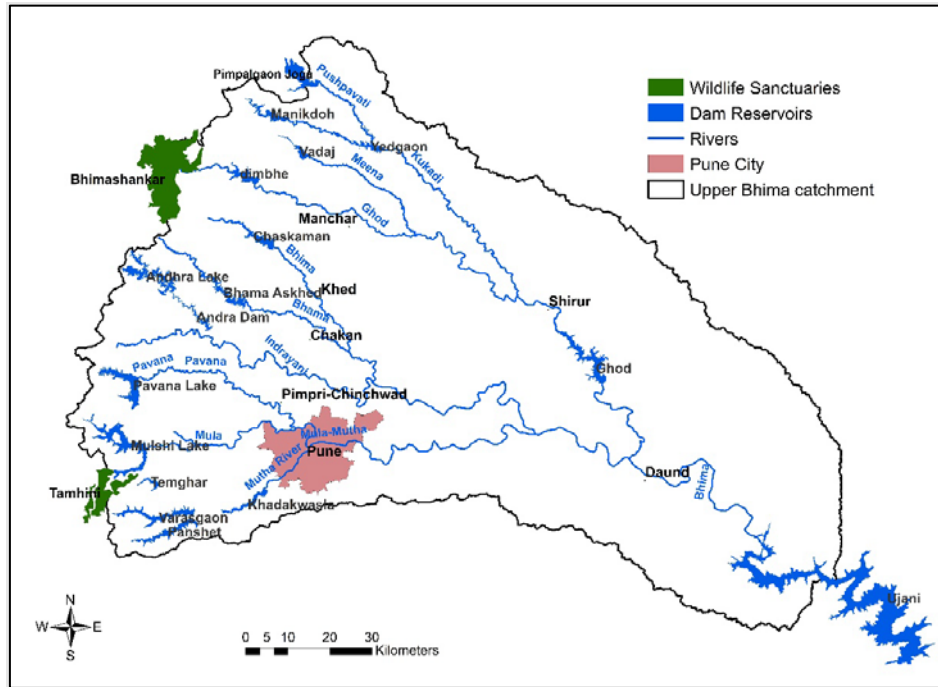 Pimpalgaon Joga
Pushpavati
Wildlife Sanctuaries
Dam Reservoirs
Rivers
Pune City
Upper Bhima catchment
Manikdoh
Vadaj
Yedgaon
Kukadi
Meena
Bhimashankar
dimbhe
Ghod
Manchar
Chaskaman
Bhima
Khed
Andhra Lake
Bhama Askhed
Bhama
Andra Dam
Chakan
Shirur
Indrayani
Ghod
Pavana
Pavana
Pavana Lake
Pimpri-Chinchwad
Mula
Mula-Mutha
Mulshi Lake
Pune
Mutha River
Daund
Bhima
Tamhini
Temghar
Khadakwasla
Varasgaon
Panshet
Ujani
N
W E
S
0 5 10 20 30
Kilometers